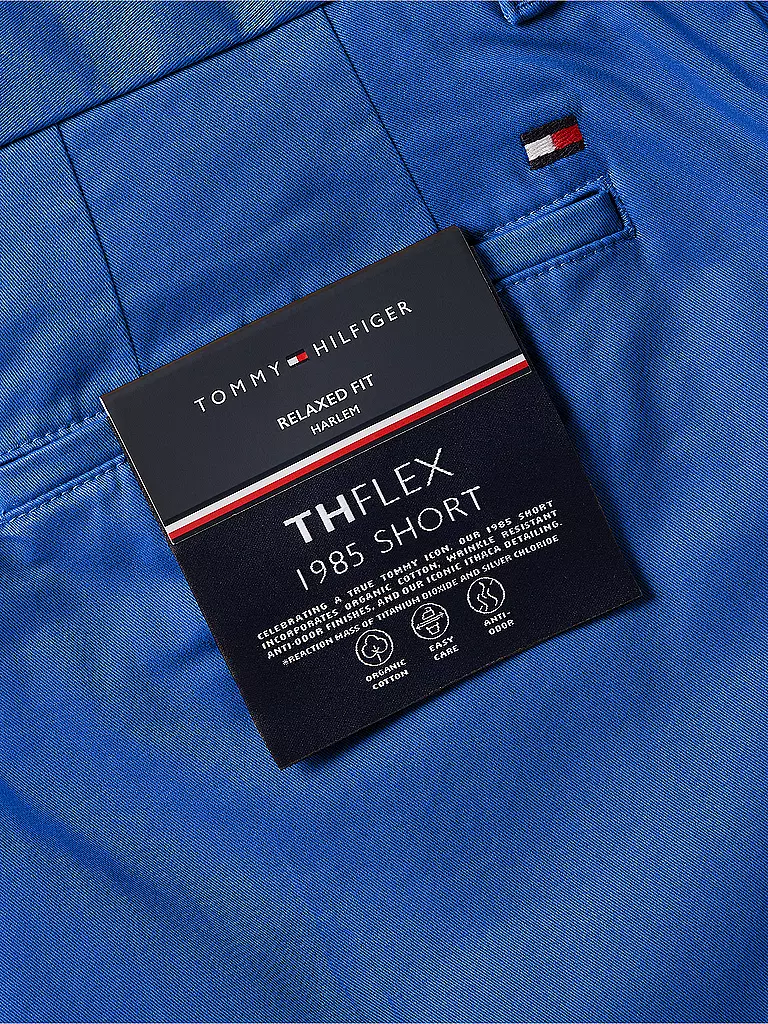 TOMMY HILFIGER
RELAXED FIT
HARLEM
THFLEX
1985 SHORT
CELEBRATING A TRUE TOMMY ICON. OUR 1985 SHORT
INCORPORATES ORGANIC COTTON, WRINKLE RESISTANT
ANTI-ODOR FINISHES, AND OUR ICONIC ITHACA DETAILING.
*REACTION MASS OF TITANIUM DIOXIDE AND SILVER CHLORIDE
ORGANIC
COTTON
EASY
CARE
ANTI-
ODOR